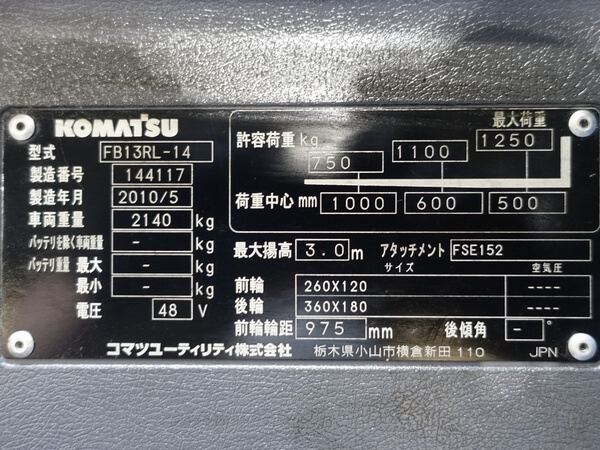 KOMATSU
型式 FB13RL-14
製造番号 144117
製造年月 2010/5
車両重量 2140 kg
バッテリを除く車両重量 - kg
バッテリ重量 最大 - kg
最小 - kg
電圧 48 V
最大荷重
許容荷重 kg 750 1100 1250
荷重中心 mm 1000 600 500
最大揚高 3.0 m アタッチメント FSE152
サイズ 空気圧
前輪 260X120 ----
後輪 360X180 ----
前輪輪距 975 mm 後傾角 - °
コマツユーティリティ株式会社 栃木県小山市横倉新田 110 JPN